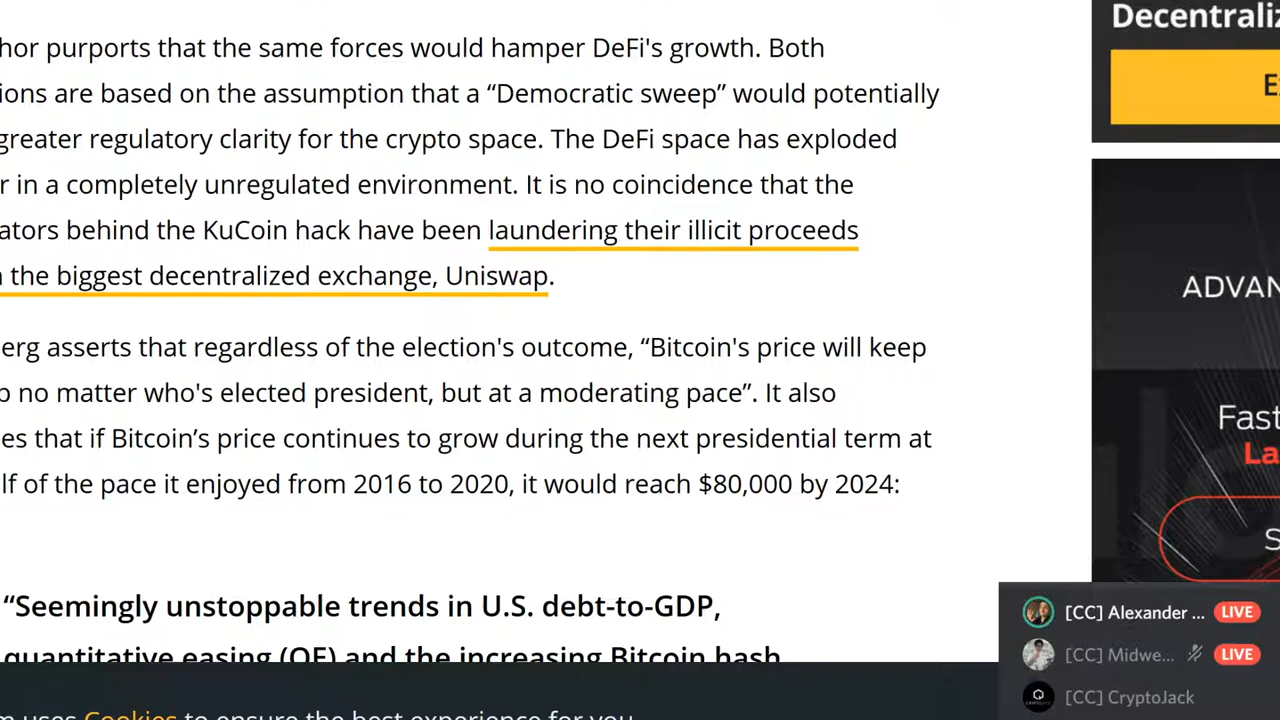 hor purports that the same forces would hamper DeFi's growth. Both
ions are based on the assumption that a “Democratic sweep” would potentially
greater regulatory clarity for the crypto space. The DeFi space has exploded
r in a completely unregulated environment. It is no coincidence that the
ators behind the KuCoin hack have been laundering their illicit proceeds
the biggest decentralized exchange, Uniswap.
erg asserts that regardless of the election's outcome, “Bitcoin's price will keep
p no matter who's elected president, but at a moderating pace”. It also
es that if Bitcoin’s price continues to grow during the next presidential term at
lf of the pace it enjoyed from 2016 to 2020, it would reach $80,000 by 2024:
“Seemingly unstoppable trends in U.S. debt-to-GDP,
quantitative easing (QE) and the increasing Bitcoin hash
m uses Cookies to ensure the best experience for you
Decentraliz
E
ADVAN
Fast
La
S
[CC] Alexander ... LIVE
[CC] Midwe... LIVE
[CC] CryptoJack